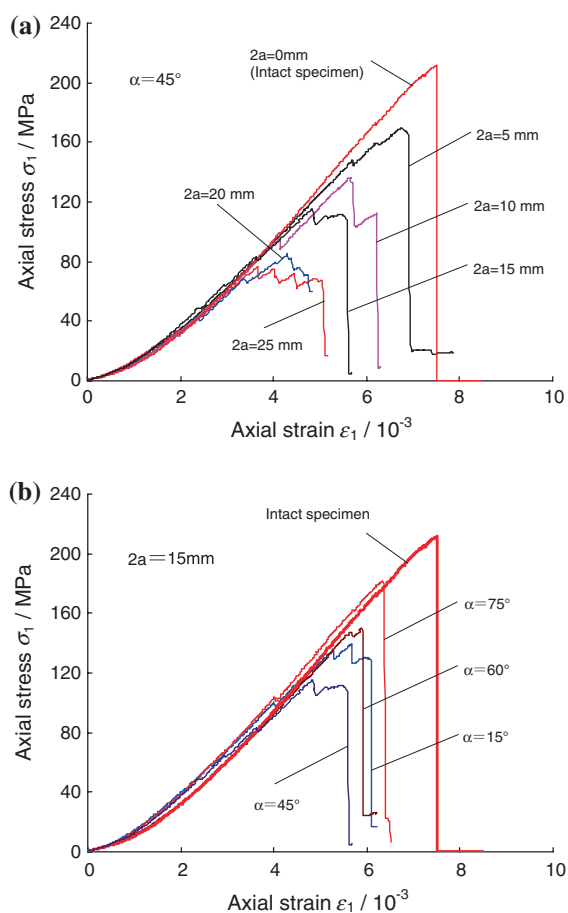 (a)
240
200
160
120
80
40
0
Axial stress σ₁ / MPa
α=45°
2a=0mm
(Intact specimen)
2a=5 mm
2a=20 mm
2a=10 mm
2a=15 mm
2a=25 mm
0 2 4 6 8 10
Axial strain ε₁ / 10⁻³
(b)
240
200
160
120
80
40
0
Axial stress σ₁ / MPa
2a=15mm
Intact specimen
α=75°
α=60°
α=15°
α=45°
0 2 4 6 8 10
Axial strain ε₁ / 10⁻³